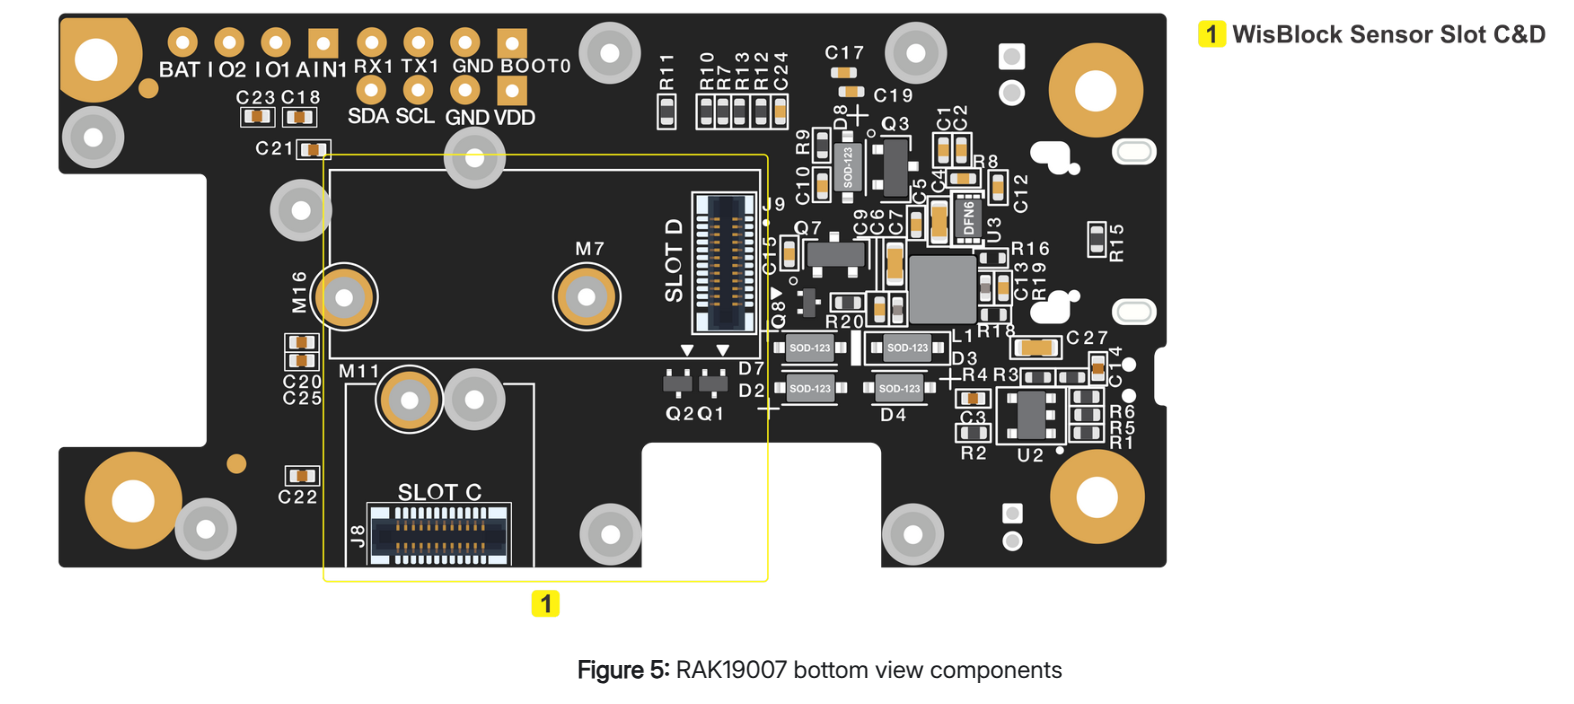 1 WisBlock Sensor Slot C&D
BAT IO2 IO1 AIN1 RX1 TX1 GND BOOT0
SDA SCL GND VDD
C23 C18
C21
R11 R10 R7 R13 R12 C24
C17
C19
D8
Q3
R9
SOD-123
C10
C1 C2
R8
C4
C5
C12
DFN6
U3
R15
J9
SLOT D
C15
Q7
C9 C6 C7
R16
C13
R19
M7
M16
Q8
R20
R18
L1
C27
SOD-123
SOD-123
D3
D7
C14
C20
C25
M11
R4 R3
D2
SOD-123
SOD-123
D4
Q2 Q1
C3
R6
R5
R1
R2
U2
C22
SLOT C
J8
1
Figure 5: RAK19007 bottom view components